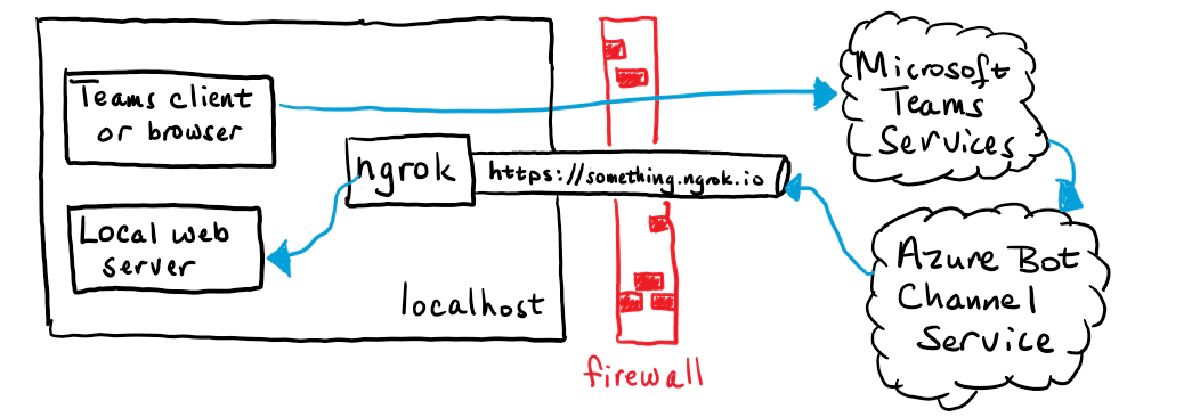 Teams client
or browser
ngrok
https://something.ngrok.io
Local web
server
localhost
firewall
Microsoft
Teams
Services
Azure Bot
Channel
Service